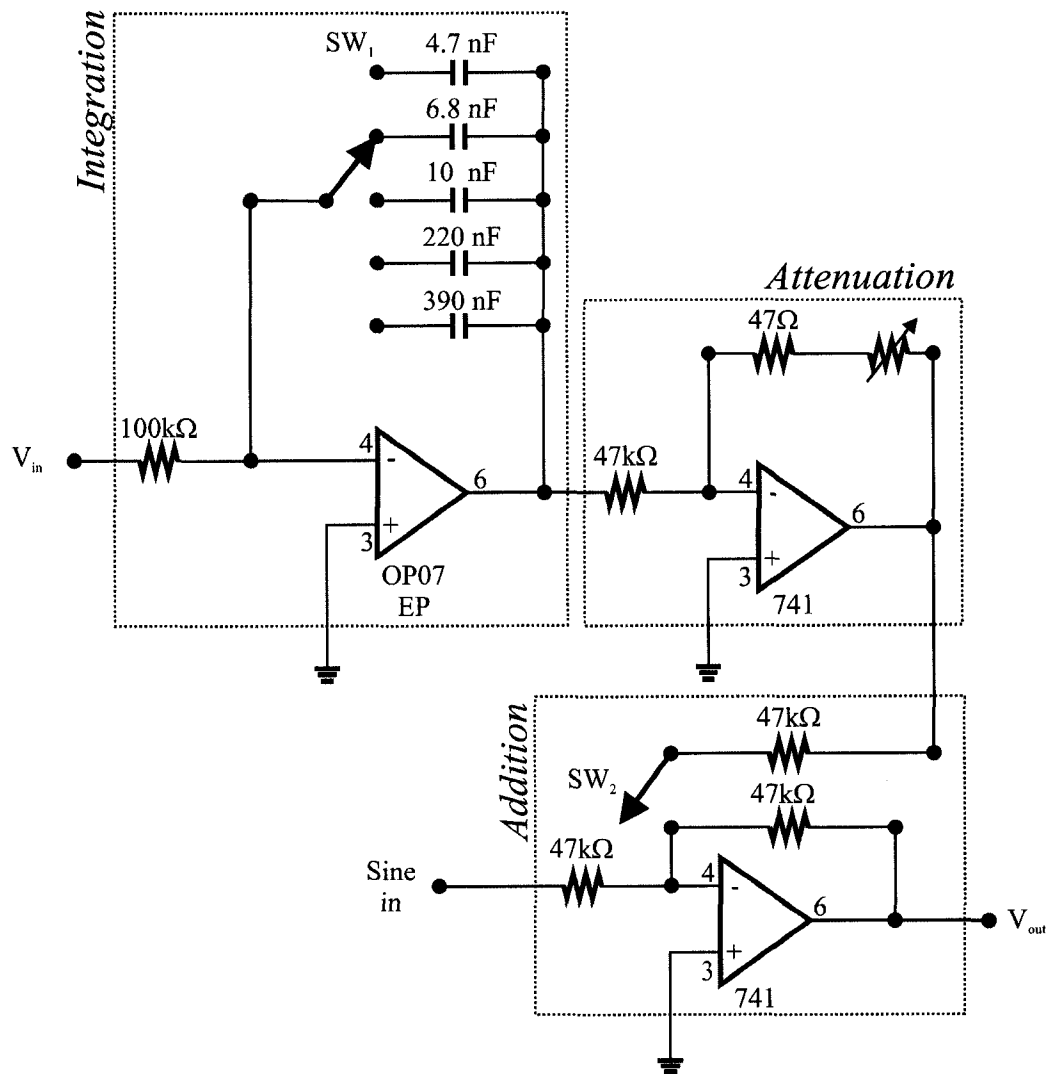 Integration
SW₁
4.7 nF
6.8 nF
10 nF
220 nF
390 nF
100kΩ
V_in
4
-
6
+
3
OP07
EP
Attenuation
47Ω
47kΩ
4
-
6
+
3
741
Addition
47kΩ
SW₂
47kΩ
47kΩ
Sine
in
4
-
6
+
3
741
V_out